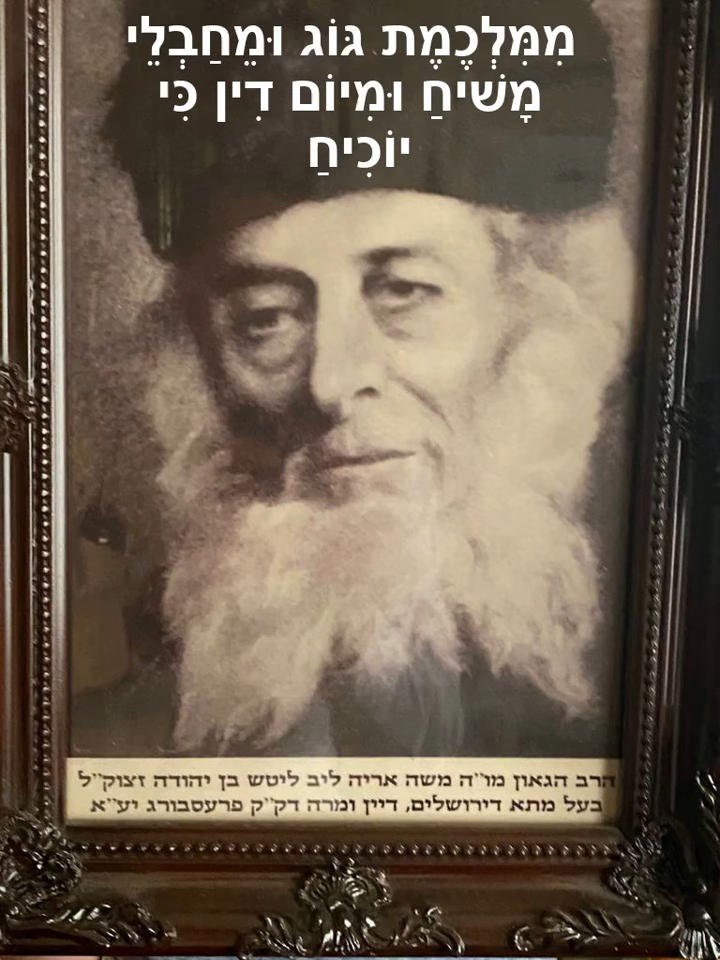 מִמִּלְכֶמֶת גּוֹג וּמֵחַבְלֵי
מָשִׁיחַ וּמִיוֹם דִין כִּי
יוֹכִיחַ
הרב הגאון מו״ה משה אריה ליב ליטש בן יהודה זצוק״ל
בעל מתא דירושלים, דיין ומרה דק״ק פרעסבורג יע״א